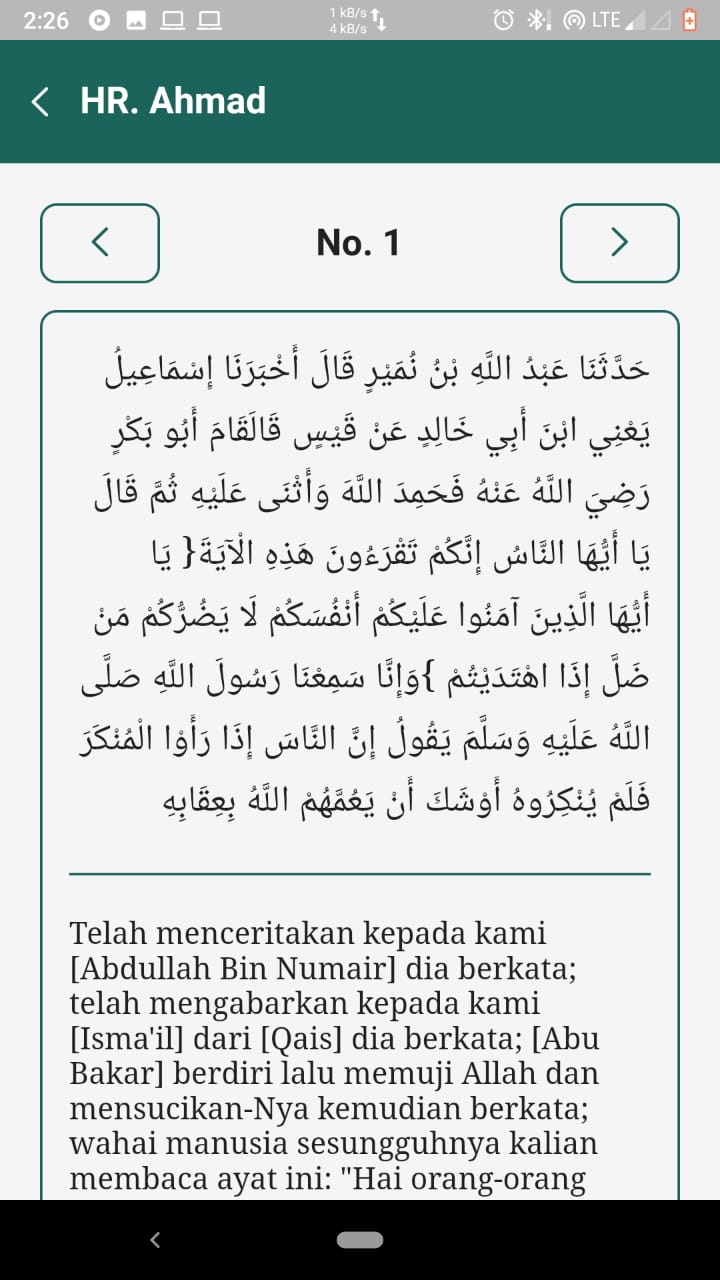 2:26
1 kB/s
4 kB/s
LTE
HR. Ahmad
No. 1
حَدَّثَنَا عَبْدُ اللَّهِ بْنُ نُمَيْرٍ قَالَ أَخْبَرَنَا إِسْمَاعِيلُ
يَعْنِي ابْنَ أَبِي خَالِدٍ عَنْ قَيْسٍ قَالَقَامَ أَبُو بَكْرٍ
رَضِيَ اللَّهُ عَنْهُ فَحَمِدَ اللَّهَ وَأَثْنَى عَلَيْهِ ثُمَّ قَالَ
يَا أَيُّهَا النَّاسُ إِنَّكُمْ تَقْرَءُونَ هَذِهِ الْآيَةَ{ يَا
أَيُّهَا الَّذِينَ آمَنُوا عَلَيْكُمْ أَنْفُسَكُمْ لَا يَضُرُّكُمْ مَنْ
ضَلَّ إِذَا اهْتَدَيْتُمْ }وَإِنَّا سَمِعْنَا رَسُولَ اللَّهِ صَلَّى
اللَّهُ عَلَيْهِ وَسَلَّمَ يَقُولُ إِنَّ النَّاسَ إِذَا رَأَوْا الْمُنْكَرَ
فَلَمْ يُنْكِرُوهُ أَوْشَكَ أَنْ يَعُمَّهُمْ اللَّهُ بِعِقَابِهِ
Telah menceritakan kepada kami
[Abdullah Bin Numair] dia berkata;
telah mengabarkan kepada kami
[Isma'il] dari [Qais] dia berkata; [Abu
Bakar] berdiri lalu memuji Allah dan
mensucikan-Nya kemudian berkata;
wahai manusia sesungguhnya kalian
membaca ayat ini: "Hai orang-orang